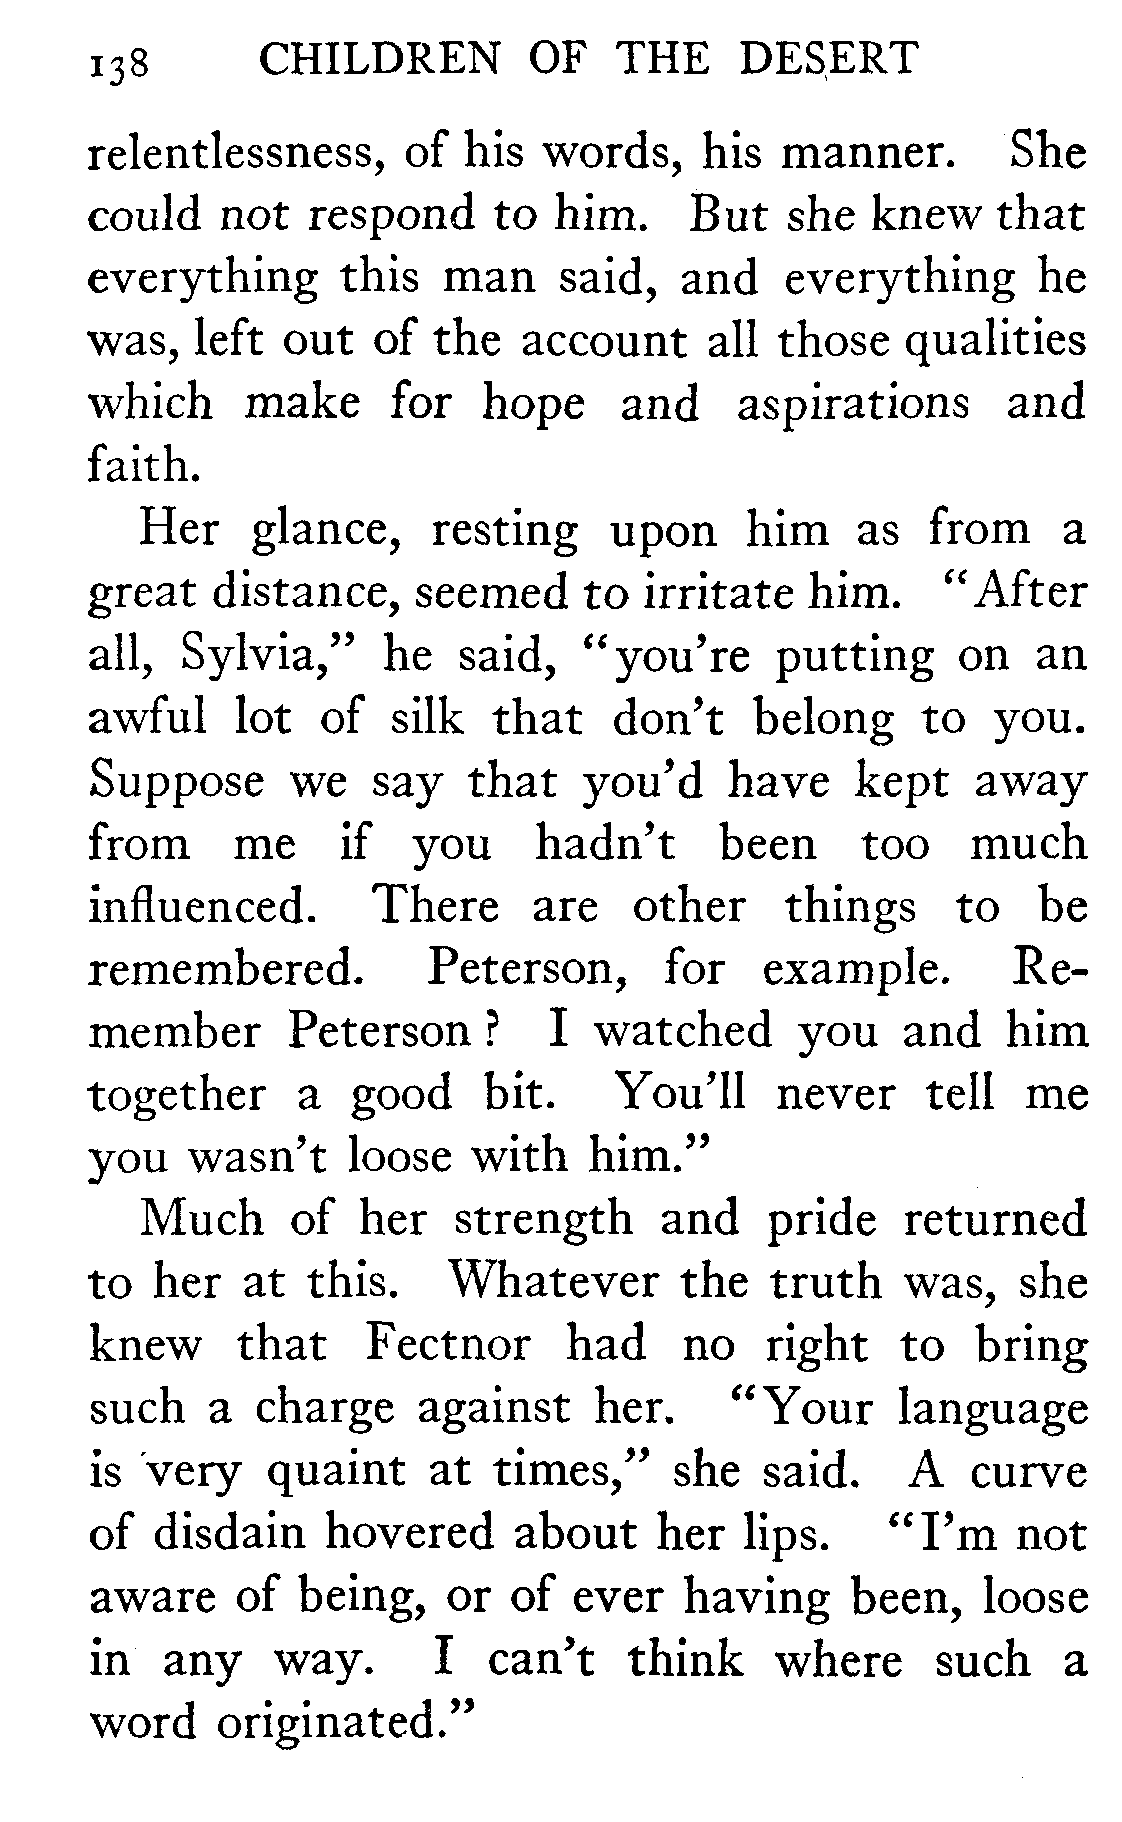 138 CHILDREN OF THE DESERT
relentlessness, of his words, his manner. She
could not respond to him. But she knew that
everything this man said, and everything he
was, left out of the account all those qualities
which make for hope and aspirations and
faith.
Her glance, resting upon him as from a
great distance, seemed to irritate him. “After
all, Sylvia,” he said, “you’re putting on an
awful lot of silk that don’t belong to you.
Suppose we say that you’d have kept away
from me if you hadn’t been too much
influenced. There are other things to be
remembered. Peterson, for example. Re-
member Peterson? I watched you and him
together a good bit. You’ll never tell me
you wasn’t loose with him.”
Much of her strength and pride returned
to her at this. Whatever the truth was, she
knew that Fectnor had no right to bring
such a charge against her. “Your language
is very quaint at times,” she said. A curve
of disdain hovered about her lips. “I’m not
aware of being, or of ever having been, loose
in any way. I can’t think where such a
word originated.”